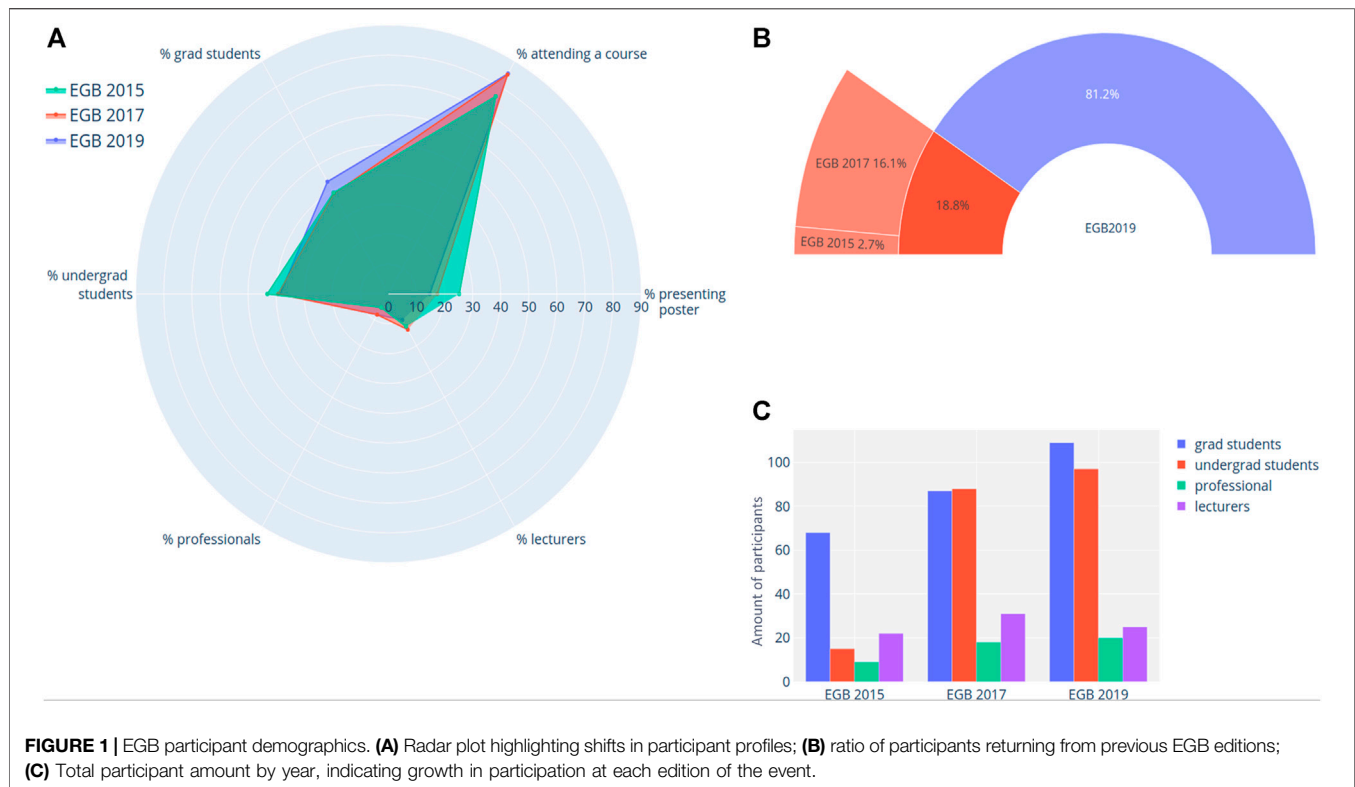 A
% grad students
% attending a course
EGB 2015
EGB 2017
EGB 2019
% undergrad
students
0 10 20 30 40 50 60 70 80 90
% presenting
poster
% professionals
% lecturers
B
81.2%
EGB 2017 16.1%
18.8%
EGB 2015 2.7%
EGB2019
C
Amount of participants
100
80
60
40
20
0
EGB 2015
EGB 2017
EGB 2019
grad students
undergrad students
professional
lecturers
FIGURE 1 | EGB participant demographics. (A) Radar plot highlighting shifts in participant profiles; (B) ratio of participants returning from previous EGB editions;
(C) Total participant amount by year, indicating growth in participation at each edition of the event.